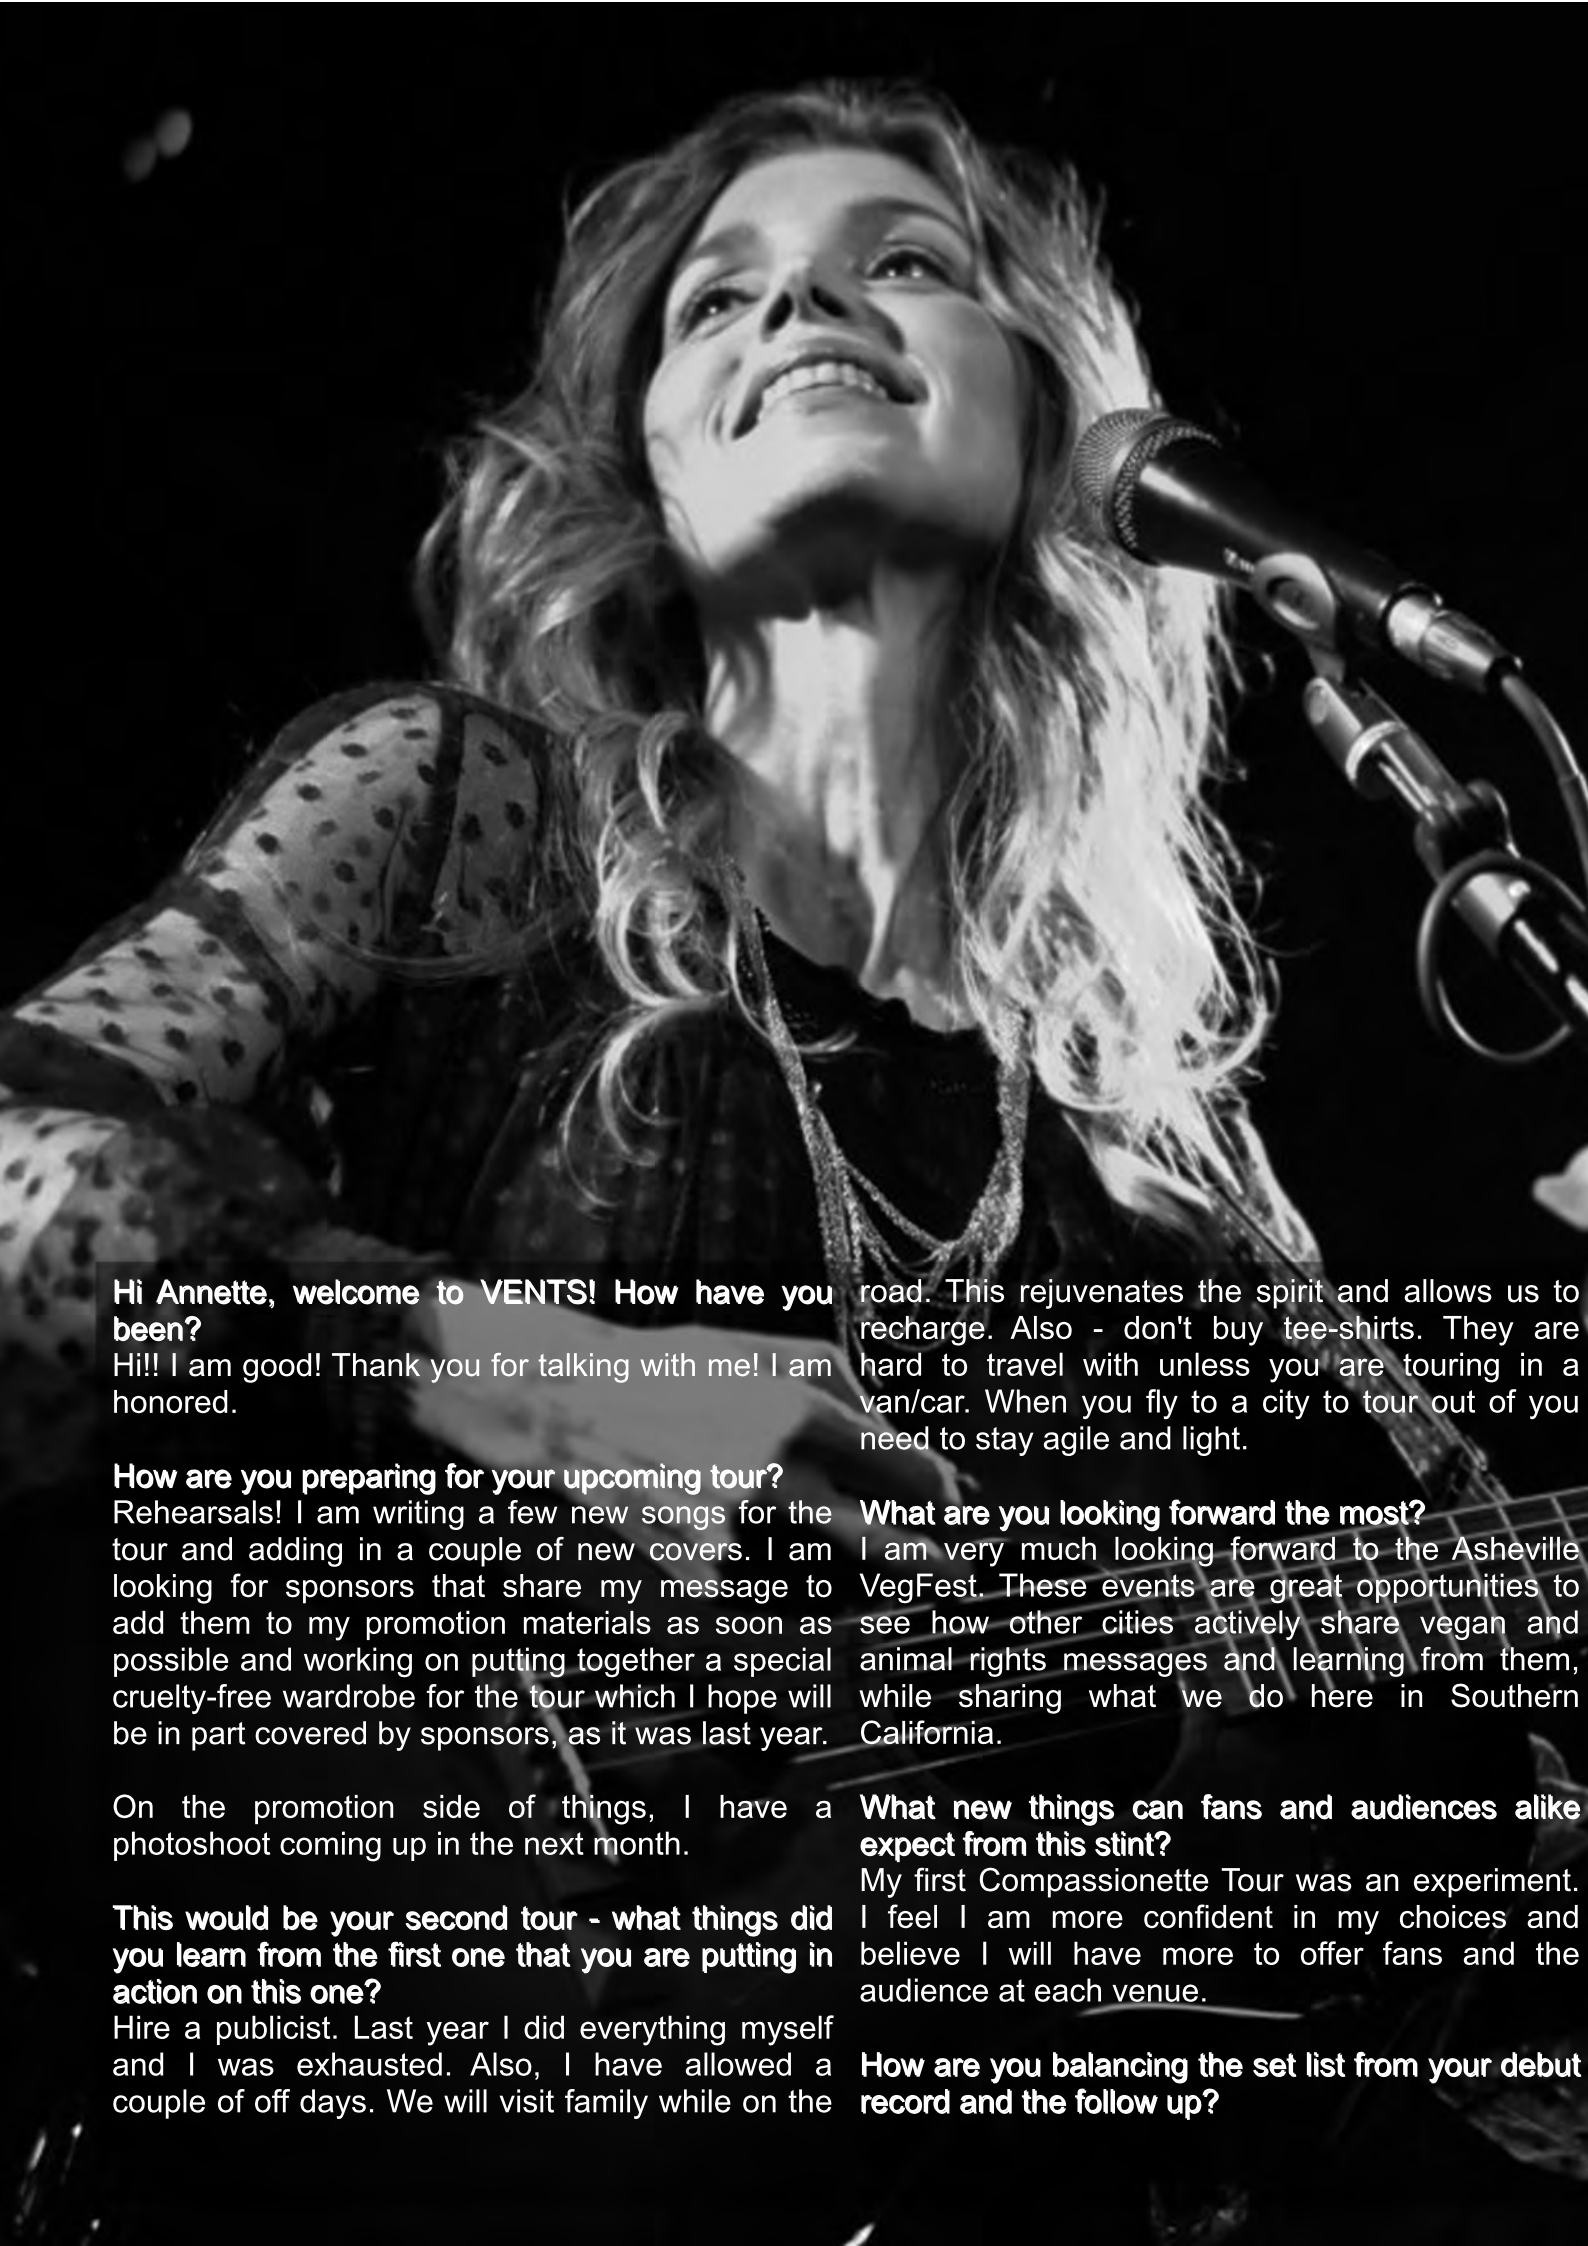 Hi Annette, welcome to VENTS! How have you
been?
Hi!! I am good! Thank you for talking with me! I am
honored.
How are you preparing for your upcoming tour?
Rehearsals! I am writing a few new songs for the
tour and adding in a couple of new covers. I am
looking for sponsors that share my message to
add them to my promotion materials as soon as
possible and working on putting together a special
cruelty-free wardrobe for the tour which I hope will
be in part covered by sponsors, as it was last year.
On the promotion side of things, I have a
photoshoot coming up in the next month.
This would be your second tour - what things did
you learn from the first one that you are putting in
action on this one?
Hire a publicist. Last year I did everything myself
and I was exhausted. Also, I have allowed a
couple of off days. We will visit family while on the
road. This rejuvenates the spirit and allows us to
recharge. Also - don't buy tee-shirts. They are
hard to travel with unless you are touring in a
van/car. When you fly to a city to tour out of you
need to stay agile and light.
What are you looking forward the most?
I am very much looking forward to the Asheville
VegFest. These events are great opportunities to
see how other cities actively share vegan and
animal rights messages and learning from them,
while sharing what we do here in Southern
California.
What new things can fans and audiences alike
expect from this stint?
My first Compassionette Tour was an experiment.
I feel I am more confident in my choices and
believe I will have more to offer fans and the
audience at each venue.
How are you balancing the set list from your debut
record and the follow up?